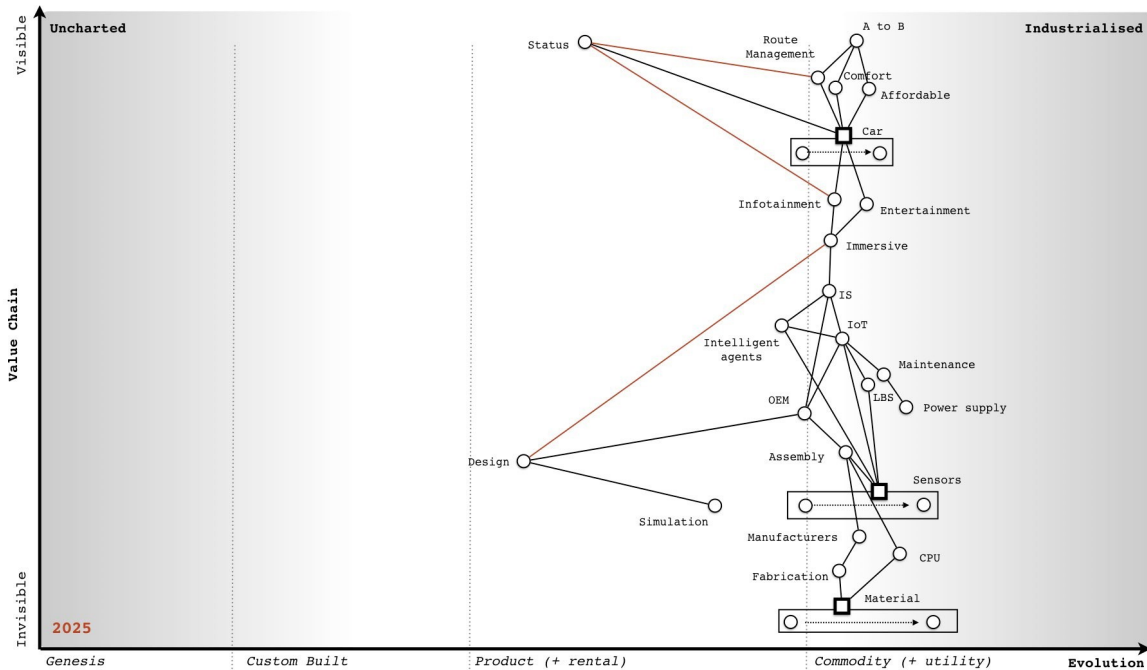 Uncharted
Industrialised
Visible
Value Chain
Invisible
A to B
Status
Route
Management
Comfort
Affordable
Car
Infotainment
Entertainment
Immersive
IS
IoT
Intelligent
agents
Maintenance
LBS
OEM
Power supply
Design
Assembly
Sensors
Simulation
Manufacturers
CPU
Fabrication
Material
2025
Genesis
Custom Built
Product (+ rental)
Commodity (+ utility)
Evolution